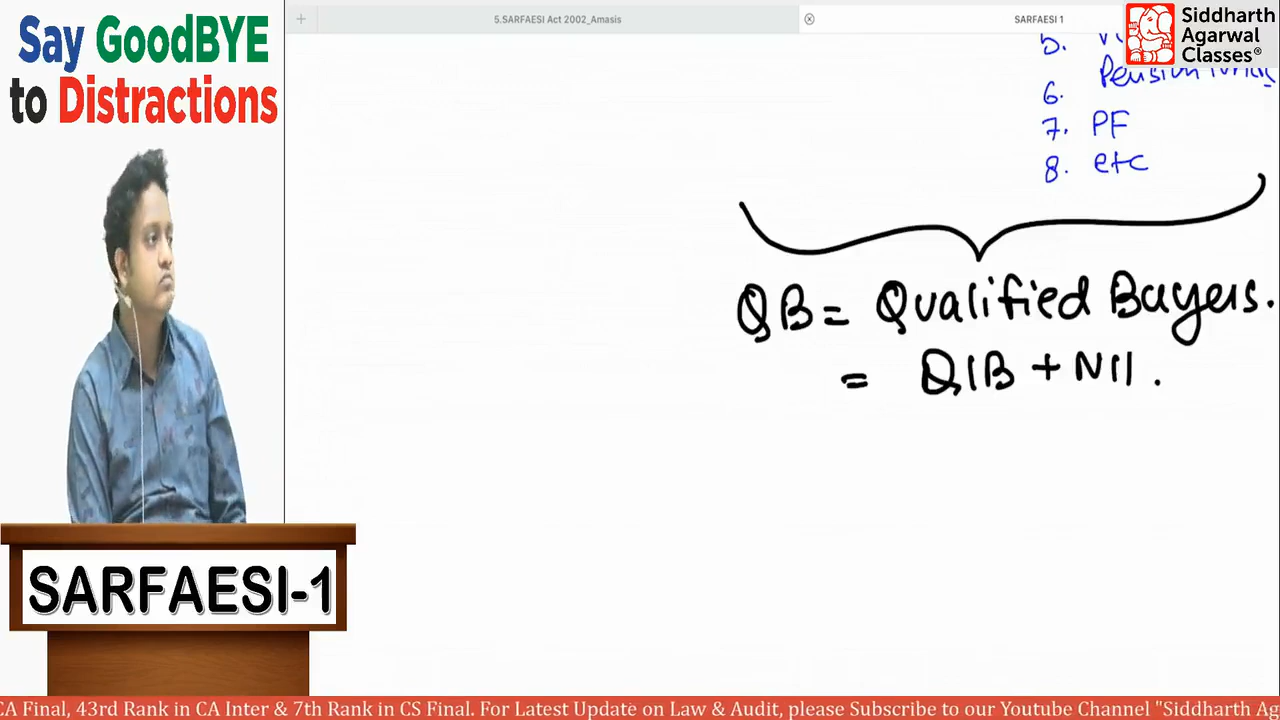 Say GoodBYE
to Distractions
5.SARFAESI Act 2002_Amasis
SARFAESI 1
Siddharth
Agarwal
Classes®
5.
6. Pension funds
7. PF
8. etc
QB = Qualified Buyers.
= QIB + NII.
SARFAESI-1
CA Final, 43rd Rank in CA Inter & 7th Rank in CS Final. For Latest Update on Law & Audit, please Subscribe to our Youtube Channel "Siddharth Ag